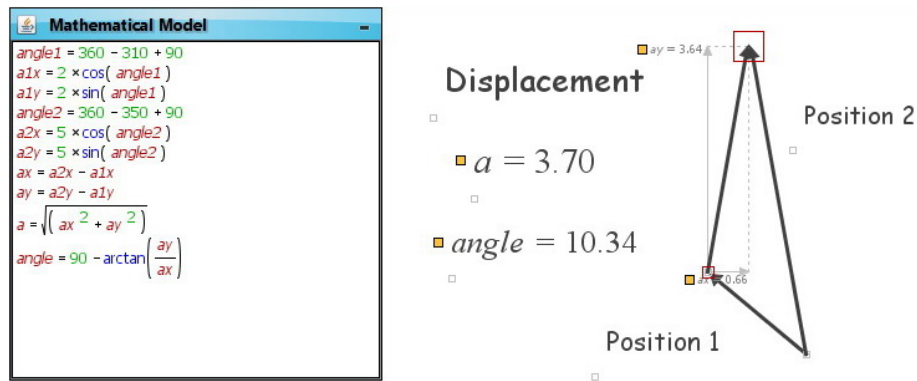 Mathematical Model
angle1 = 360 − 310 + 90
a1x = 2 × cos( angle1 )
a1y = 2 × sin( angle1 )
angle2 = 360 − 350 + 90
a2x = 5 × cos( angle2 )
a2y = 5 × sin( angle2 )
ax = a2x − a1x
ay = a2y − a1y
a = √( ax 2 + ay 2 )
angle = 90 − arctan( ay / ax )
ay = 3.64
Displacement
Position 2
a = 3.70
angle = 10.34
ax = 0.66
Position 1